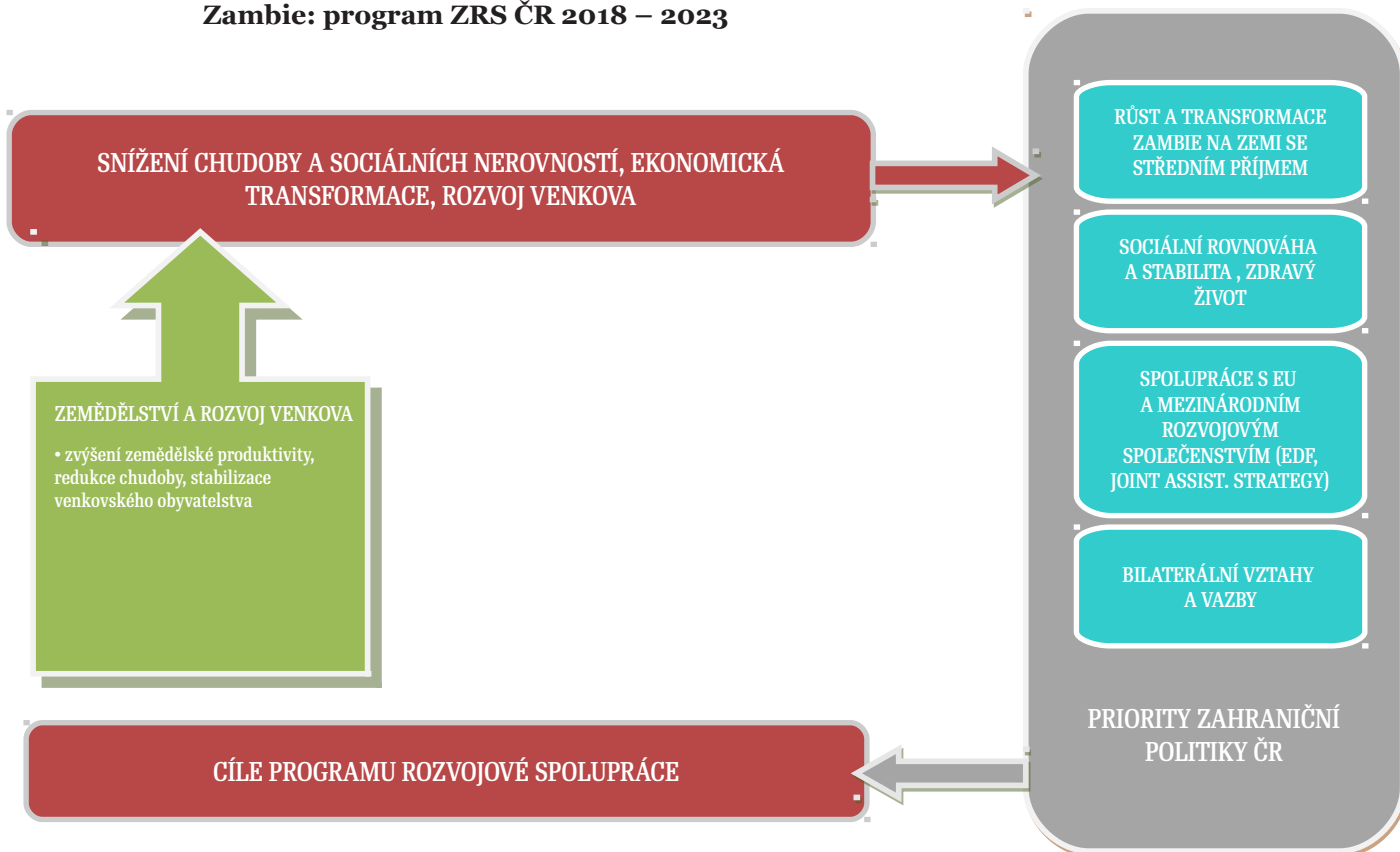 Zambie: program ZRS ČR 2018 – 2023
SNÍŽENÍ CHUDOBY A SOCIÁLNÍCH NEROVNOSTÍ, EKONOMICKÁ
TRANSFORMACE, ROZVOJ VENKOVA
ZEMĚDĚLSTVÍ A ROZVOJ VENKOVA
• zvýšení zemědělské produktivity,
redukce chudoby, stabilizace
venkovského obyvatelstva
CÍLE PROGRAMU ROZVOJOVÉ SPOLUPRÁCE
RŮST A TRANSFORMACE
ZAMBIE NA ZEMI SE
STŘEDNÍM PŘÍJMEM
SOCIÁLNÍ ROVNOVÁHA
A STABILITA , ZDRAVÝ
ŽIVOT
SPOLUPRÁCE S EU
A MEZINÁRODNÍM
ROZVOJOVÝM
SPOLEČENSTVÍM (EDF,
JOINT ASSIST. STRATEGY)
BILATERÁLNÍ VZTAHY
A VAZBY
PRIORITY ZAHRANIČNÍ
POLITIKY ČR